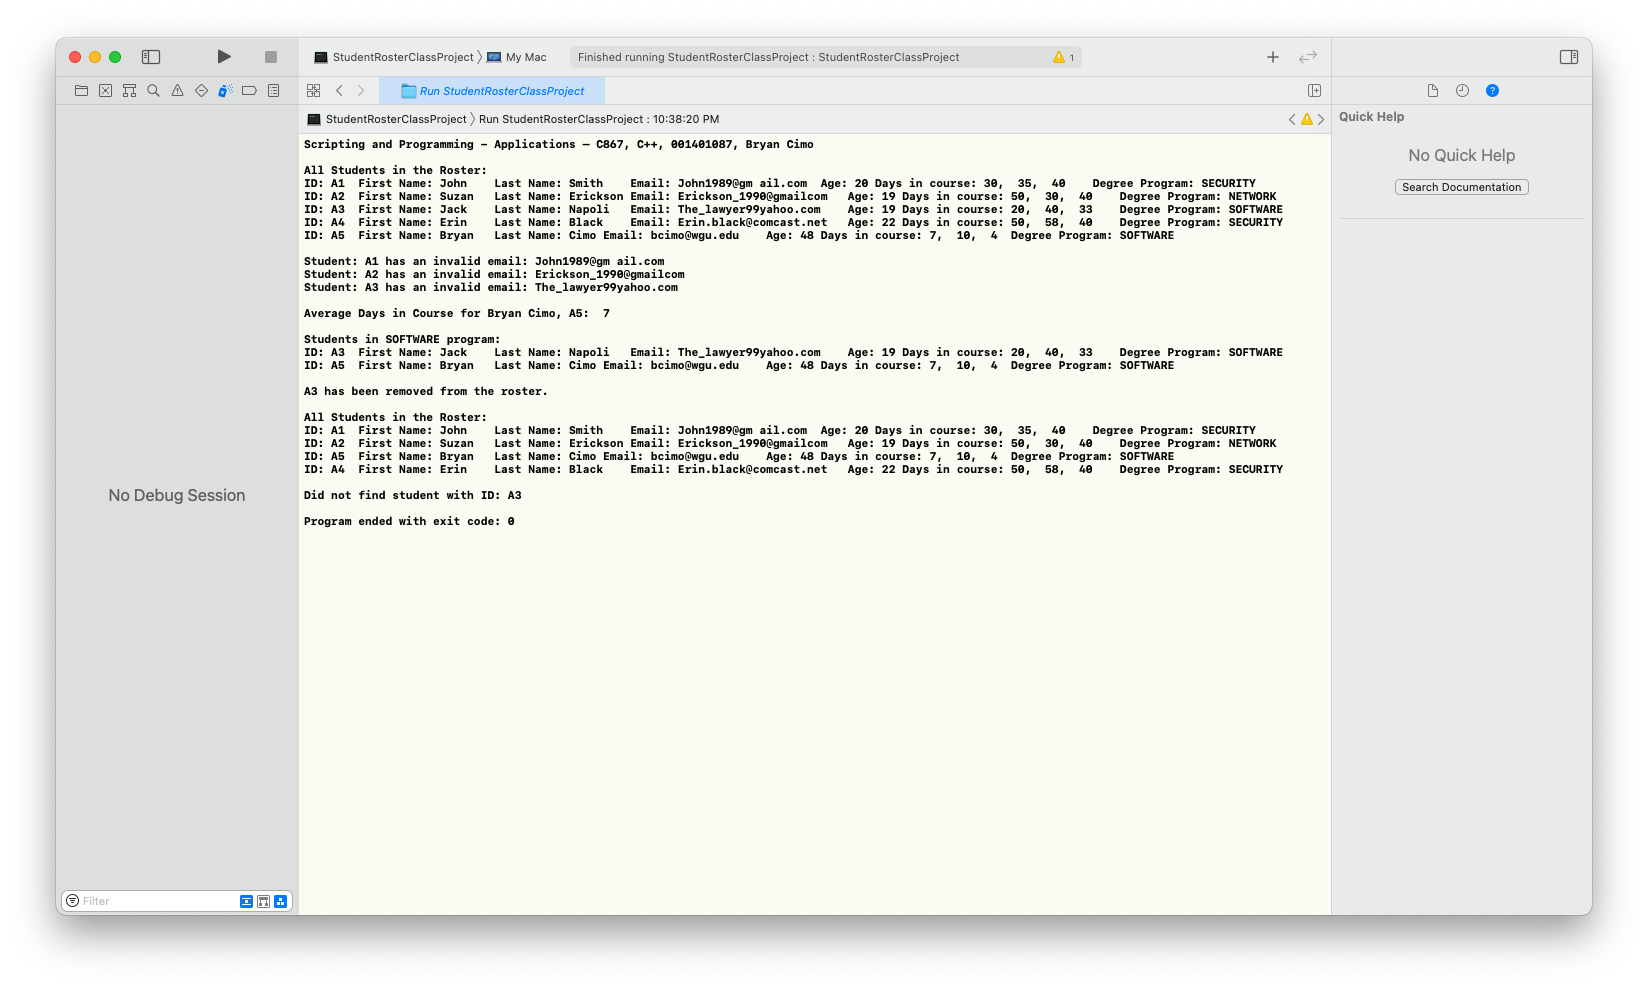 StudentRosterClassProject 〉 My Mac
Finished running StudentRosterClassProject : StudentRosterClassProject
1
Run StudentRosterClassProject
StudentRosterClassProject 〉 Run StudentRosterClassProject : 10:38:20 PM
Scripting and Programming – Applications – C867, C++, 001401087, Bryan Cimo
All Students in the Roster:
ID: A1  First Name: John    Last Name: Smith    Email: John1989@gm ail.com  Age: 20 Days in course: 30,  35,  40    Degree Program: SECURITY
ID: A2  First Name: Suzan   Last Name: Erickson Email: Erickson_1990@gmailcom   Age: 19 Days in course: 50,  30,  40    Degree Program: NETWORK
ID: A3  First Name: Jack    Last Name: Napoli   Email: The_lawyer99yahoo.com    Age: 19 Days in course: 20,  40,  33    Degree Program: SOFTWARE
ID: A4  First Name: Erin    Last Name: Black    Email: Erin.black@comcast.net   Age: 22 Days in course: 50,  58,  40    Degree Program: SECURITY
ID: A5  First Name: Bryan   Last Name: Cimo Email: bcimo@wgu.edu    Age: 48 Days in course: 7,  10,  4  Degree Program: SOFTWARE
Student: A1 has an invalid email: John1989@gm ail.com
Student: A2 has an invalid email: Erickson_1990@gmailcom
Student: A3 has an invalid email: The_lawyer99yahoo.com
Average Days in Course for Bryan Cimo, A5:  7
Students in SOFTWARE program:
ID: A3  First Name: Jack    Last Name: Napoli   Email: The_lawyer99yahoo.com    Age: 19 Days in course: 20,  40,  33    Degree Program: SOFTWARE
ID: A5  First Name: Bryan   Last Name: Cimo Email: bcimo@wgu.edu    Age: 48 Days in course: 7,  10,  4  Degree Program: SOFTWARE
A3 has been removed from the roster.
All Students in the Roster:
ID: A1  First Name: John    Last Name: Smith    Email: John1989@gm ail.com  Age: 20 Days in course: 30,  35,  40    Degree Program: SECURITY
ID: A2  First Name: Suzan   Last Name: Erickson Email: Erickson_1990@gmailcom   Age: 19 Days in course: 50,  30,  40    Degree Program: NETWORK
ID: A5  First Name: Bryan   Last Name: Cimo Email: bcimo@wgu.edu    Age: 48 Days in course: 7,  10,  4  Degree Program: SOFTWARE
ID: A4  First Name: Erin    Last Name: Black    Email: Erin.black@comcast.net   Age: 22 Days in course: 50,  58,  40    Degree Program: SECURITY
Did not find student with ID: A3
Program ended with exit code: 0
No Debug Session
Filter
Quick Help
No Quick Help
Search Documentation